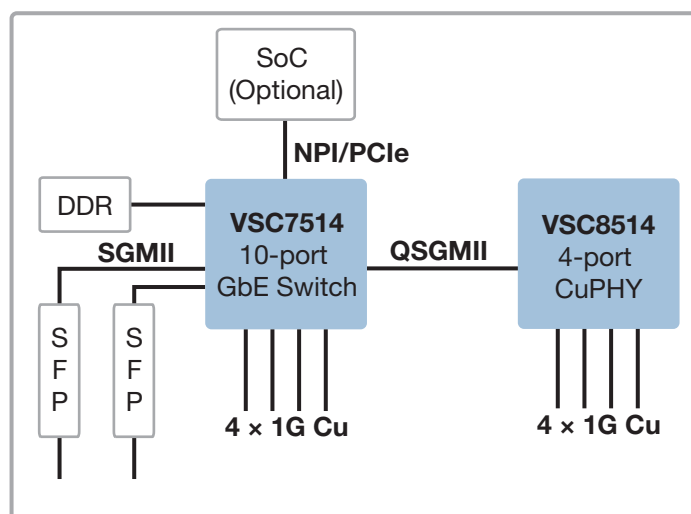 SoC
(Optional)
NPI/PCIe
DDR
VSC7514
10-port
GbE Switch
SGMII
QSGMII
VSC8514
4-port
CuPHY
S
F
P
S
F
P
4 × 1G Cu
4 × 1G Cu